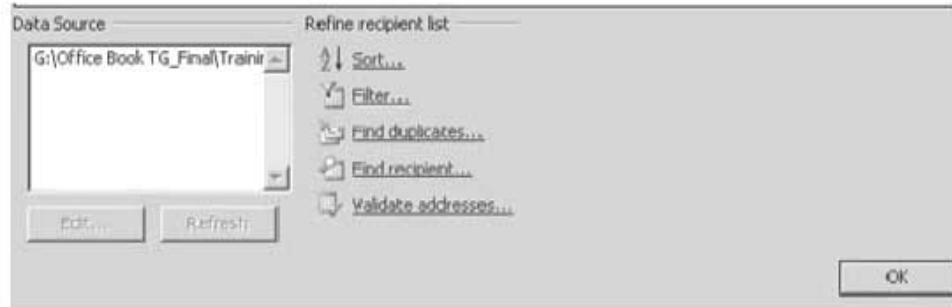 Data Source
G:\Office Book TG_Final\Trainir
Edit...
Refresh
Refine recipient list
Sort...
Filter...
Find duplicates...
Find recipient...
Validate addresses...
OK